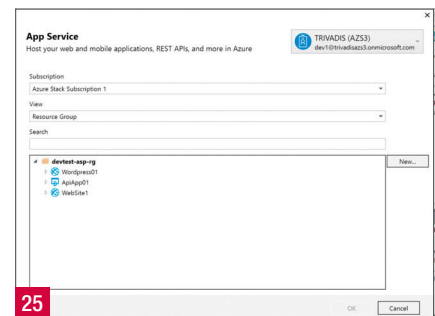 App Service
Host your web and mobile applications, REST APIs, and more in Azure
TRIVADIS (AZS3)
dev1@trivadisazs3.onmicrosoft.com
Subscription
Azure Stack Subscription 1
View
Resource Group
Search
devtest-asp-rg
New...
Wordpress01
ApiApp01
WebSite1
25
OK
Cancel